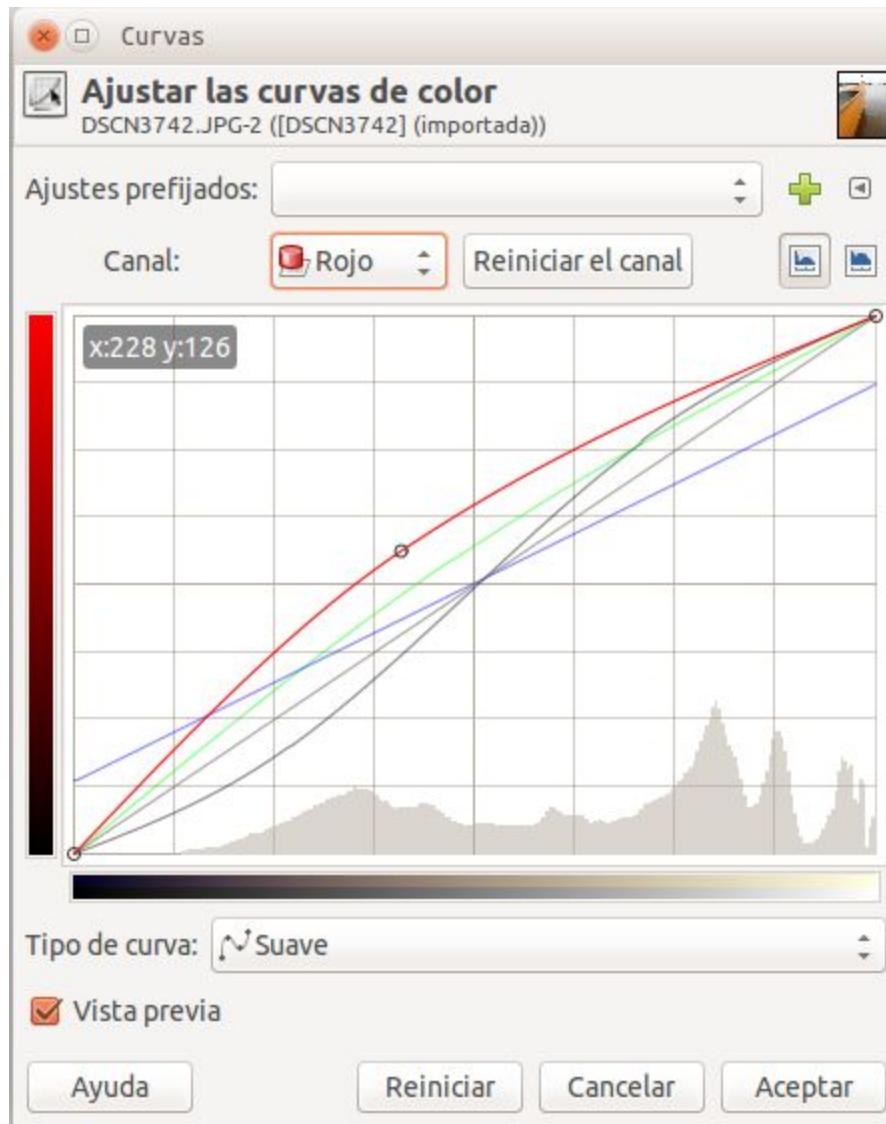 Curvas
Ajustar las curvas de color
DSCN3742.JPG-2 ([DSCN3742] (importada))
Ajustes prefijados:
Canal: Rojo Reiniciar el canal
x:228 y:126
Tipo de curva: Suave
Vista previa
Ayuda Reiniciar Cancelar Aceptar